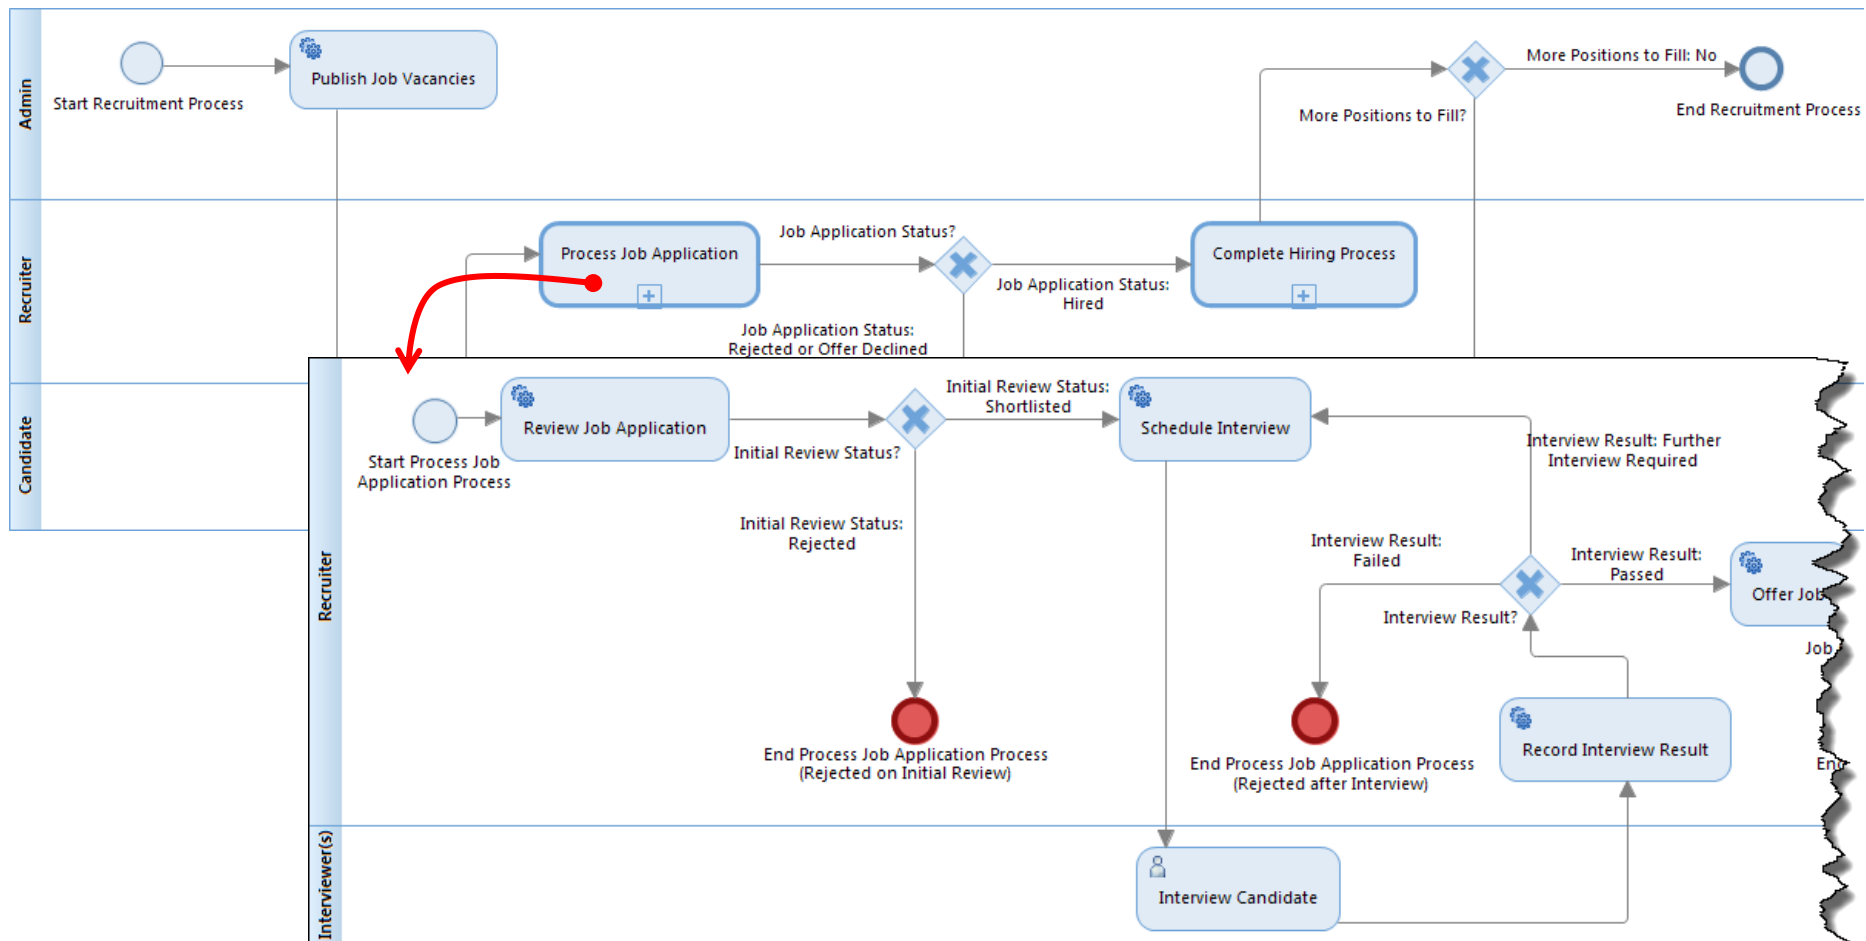 Admin
Start Recruitment Process
Publish Job Vacancies
More Positions to Fill?
More Positions to Fill: No
End Recruitment Process
Recruiter
Process Job Application
Job Application Status?
Job Application Status:
Hired
Complete Hiring Process
Job Application Status:
Rejected or Offer Declined
Candidate
Recruiter
Start Process Job
Application Process
Review Job Application
Initial Review Status?
Initial Review Status:
Shortlisted
Schedule Interview
Interview Result: Further
Interview Required
Initial Review Status:
Rejected
Interview Result:
Failed
Interview Result:
Passed
Offer Job
Interview Result?
Job
End Process Job Application Process
(Rejected on Initial Review)
End Process Job Application Process
(Rejected after Interview)
Record Interview Result
End
Interviewer(s)
Interview Candidate